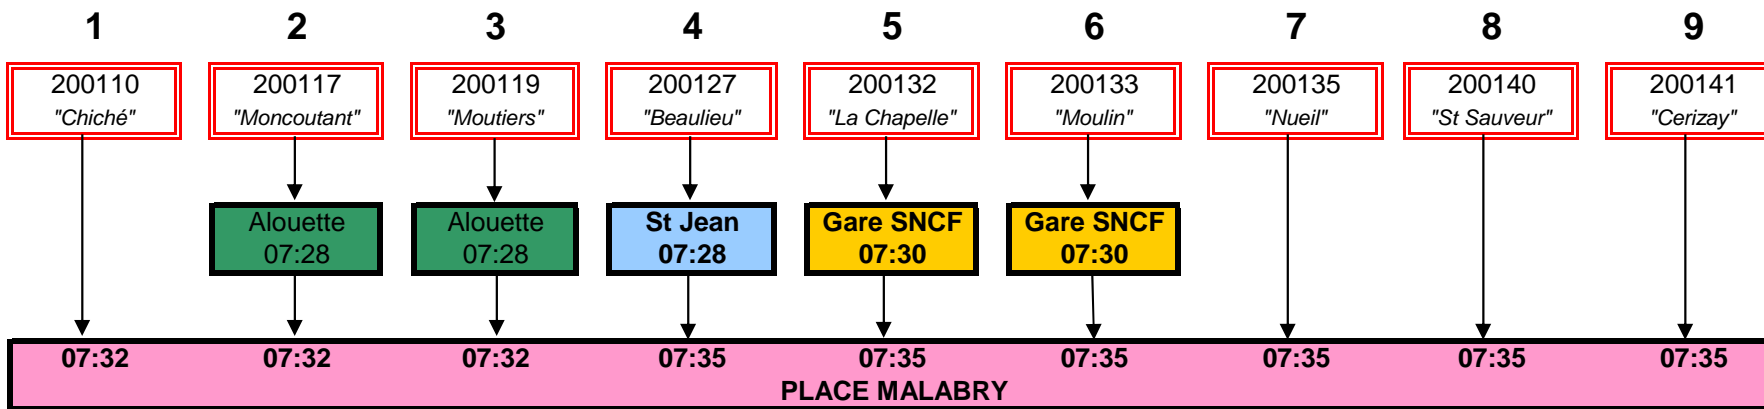 1 2 3 4 5 6 7 8 9
200110 200117 200119 200127 200132 200133 200135 200140 200141
"Chiché" "Moncoutant" "Moutiers" "Beaulieu" "La Chapelle" "Moulin" "Nueil" "St Sauveur" "Cerizay"
Alouette Alouette St Jean Gare SNCF Gare SNCF
07:28 07:28 07:28 07:30 07:30
07:32 07:32 07:32 07:35 07:35 07:35 07:35 07:35 07:35
PLACE MALABRY